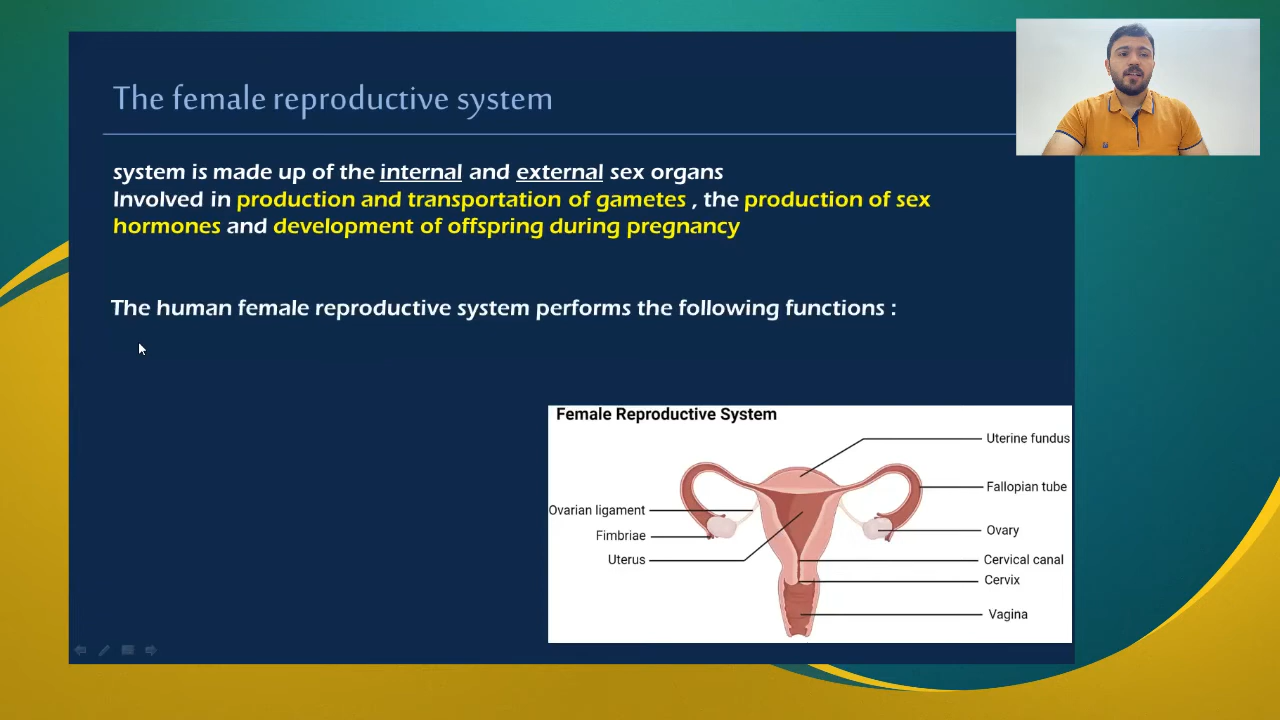 The female reproductive system
system is made up of the internal and external sex organs
Involved in production and transportation of gametes , the production of sex
hormones and development of offspring during pregnancy
The human female reproductive system performs the following functions :
Female Reproductive System
Uterine fundus
Fallopian tube
Ovarian ligament
Ovary
Fimbriae
Uterus
Cervical canal
Cervix
Vagina